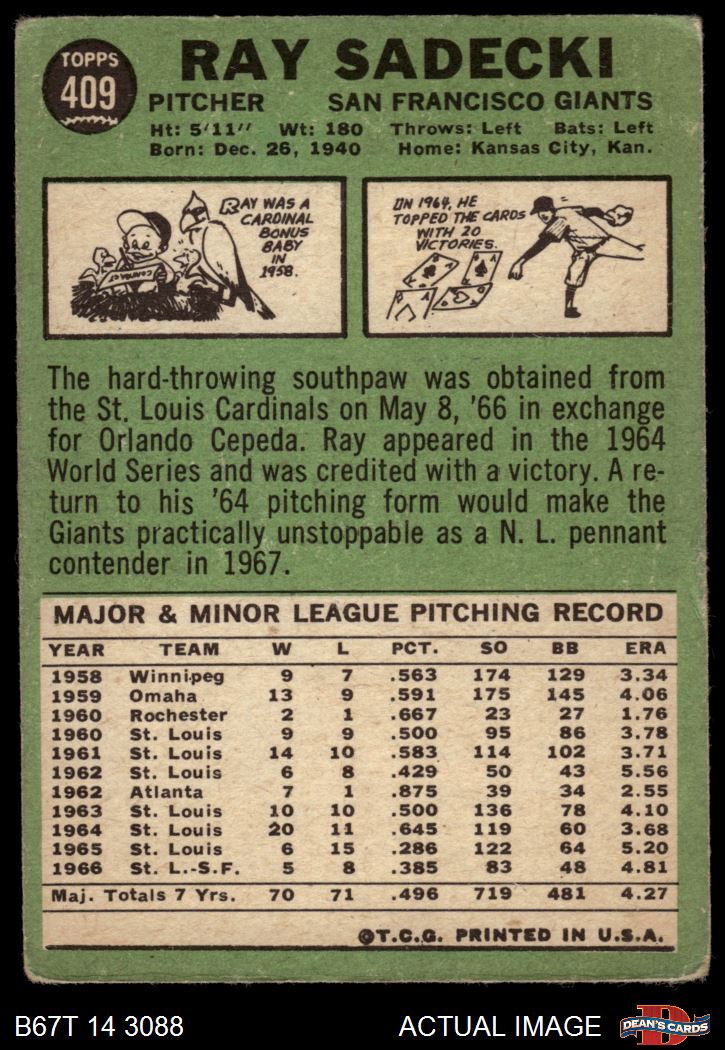 TOPPS
409
RAY SADECKI
PITCHER SAN FRANCISCO GIANTS
Ht: 5'11" Wt: 180 Throws: Left Bats: Left
Born: Dec. 26, 1940 Home: Kansas City, Kan.
RAY WAS A
CARDINAL
BONUS
BABY
IN
1958.
CONTRACT
IN 1964, HE
TOPPED THE CARDS
WITH 20
VICTORIES.
The hard-throwing southpaw was obtained from
the St. Louis Cardinals on May 8, '66 in exchange
for Orlando Cepeda. Ray appeared in the 1964
World Series and was credited with a victory. A re-
turn to his '64 pitching form would make the
Giants practically unstoppable as a N. L. pennant
contender in 1967.
MAJOR & MINOR LEAGUE PITCHING RECORD
YEAR TEAM W L PCT. SO BB ERA
1958 Winnipeg 9 7 .563 174 129 3.34
1959 Omaha 13 9 .591 175 145 4.06
1960 Rochester 2 1 .667 23 27 1.76
1960 St. Louis 9 9 .500 95 86 3.78
1961 St. Louis 14 10 .583 114 102 3.71
1962 St. Louis 6 8 .429 50 43 5.56
1962 Atlanta 7 1 .875 39 34 2.55
1963 St. Louis 10 10 .500 136 78 4.10
1964 St. Louis 20 11 .645 119 60 3.68
1965 St. Louis 6 15 .286 122 64 5.20
1966 St. L.-S.F. 5 8 .385 83 48 4.81
Maj. Totals 7 Yrs. 70 71 .496 719 481 4.27
©T.C.G. PRINTED IN U.S.A.
B67T 14 3088 ACTUAL IMAGE
D
DEAN'S CARDS